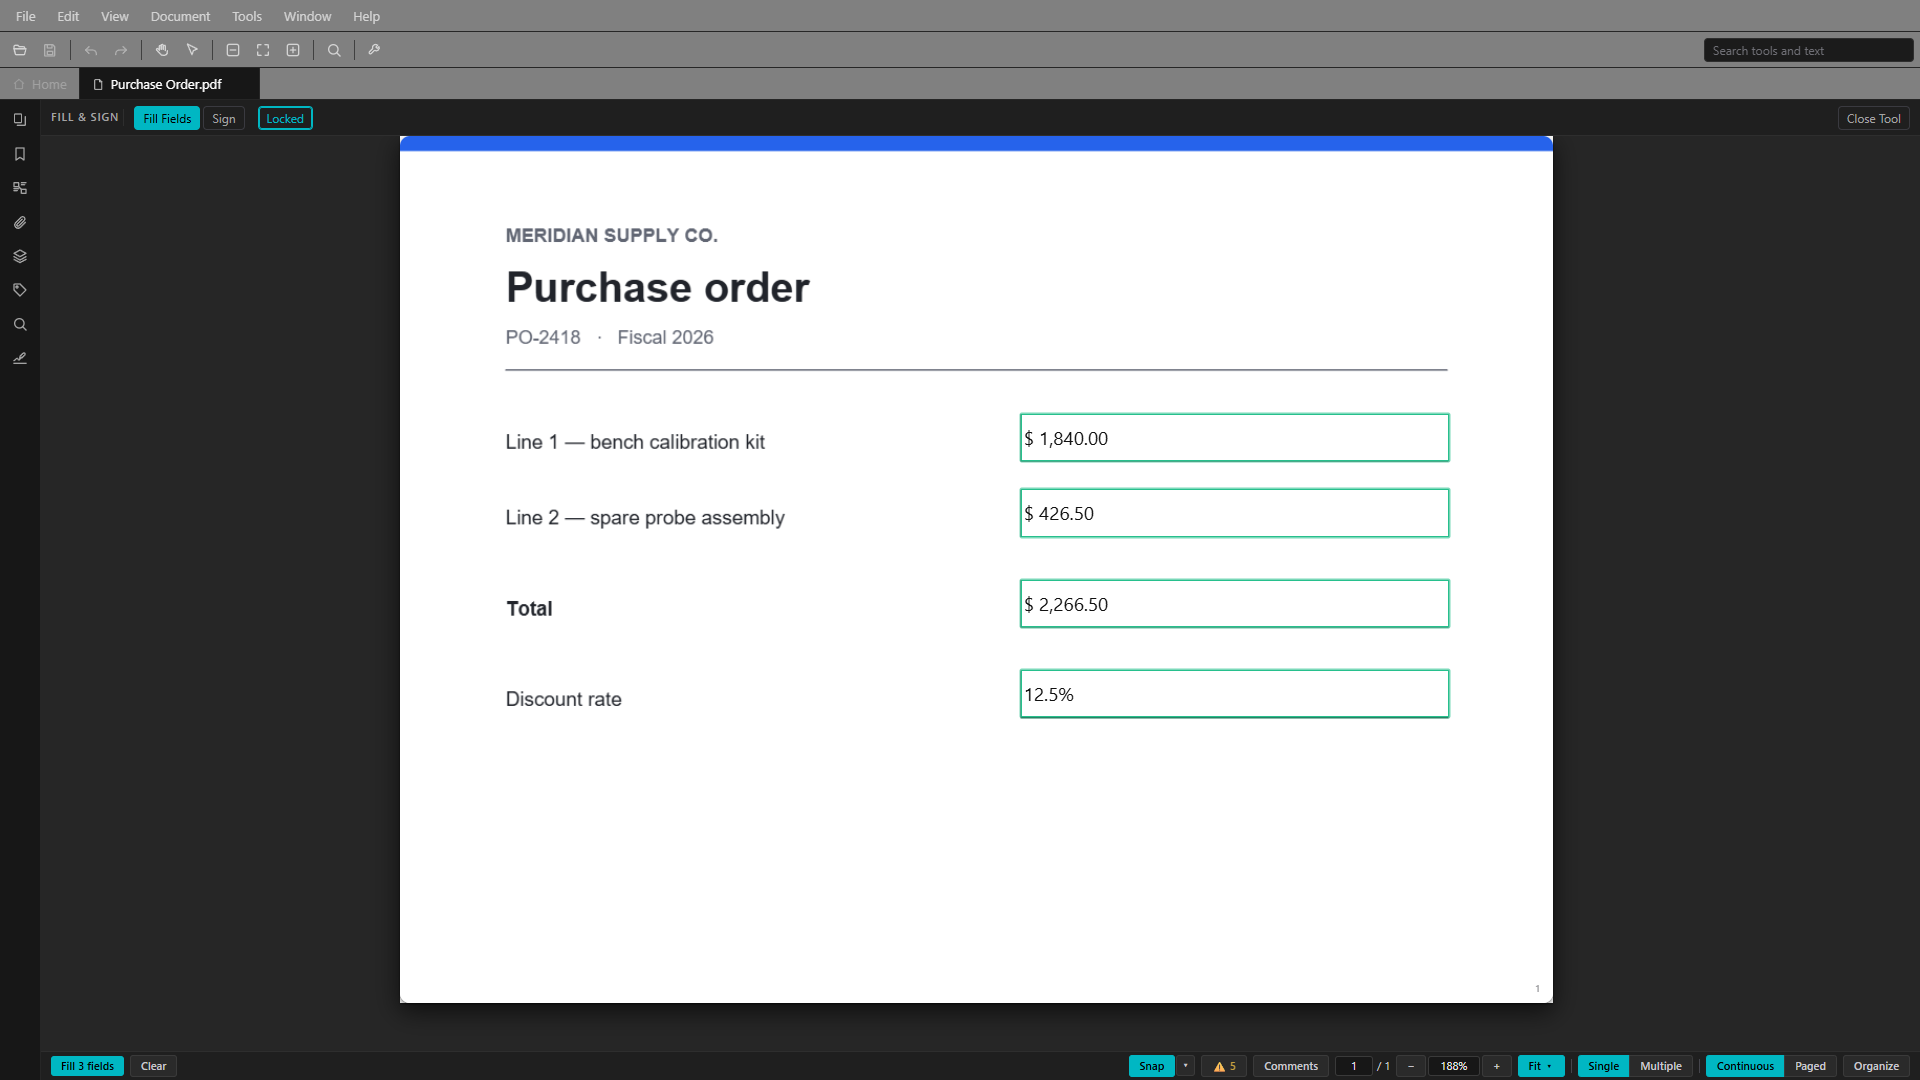 File Edit View Document Tools Window Help
Search tools and text
Home Purchase Order.pdf
FILL & SIGN Fill Fields Sign Locked Close Tool
MERIDIAN SUPPLY CO.
Purchase order
PO-2418 · Fiscal 2026
Line 1 — bench calibration kit $ 1,840.00
Line 2 — spare probe assembly $ 426.50
Total $ 2,266.50
Discount rate 12.5%
1
Fill 3 fields Clear Snap 5 Comments 1 / 1 − 188% + Fit Single Multiple Continuous Paged Organize